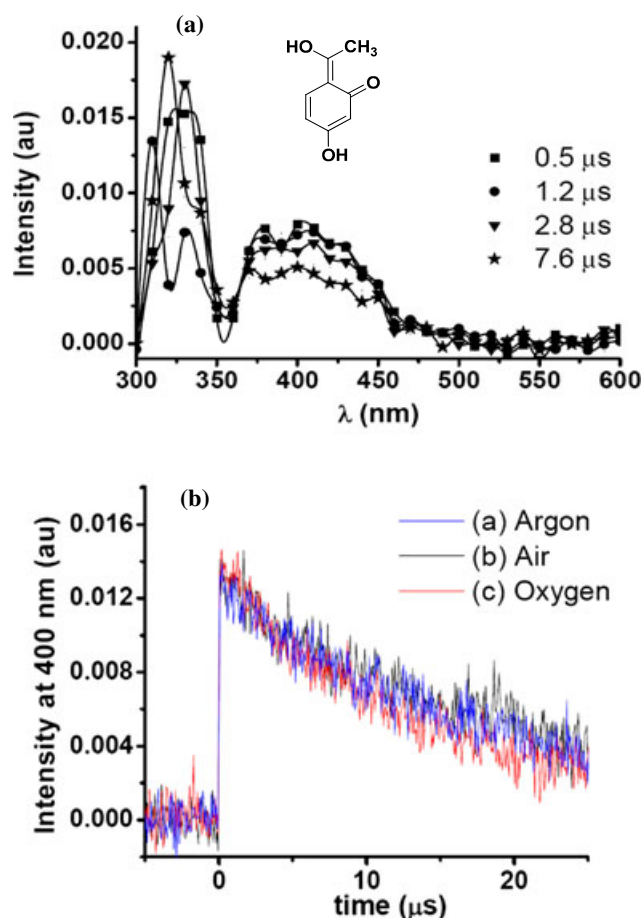 (a)
HO
CH3
O
OH
Intensity (au)
0.020
0.015
0.010
0.005
0.000
0.5 μs
1.2 μs
2.8 μs
7.6 μs
300 350 400 450 500 550 600
λ (nm)
(b)
Intensity at 400 nm (au)
0.016
0.012
0.008
0.004
0.000
(a) Argon
(b) Air
(c) Oxygen
0 10 20
time (μs)